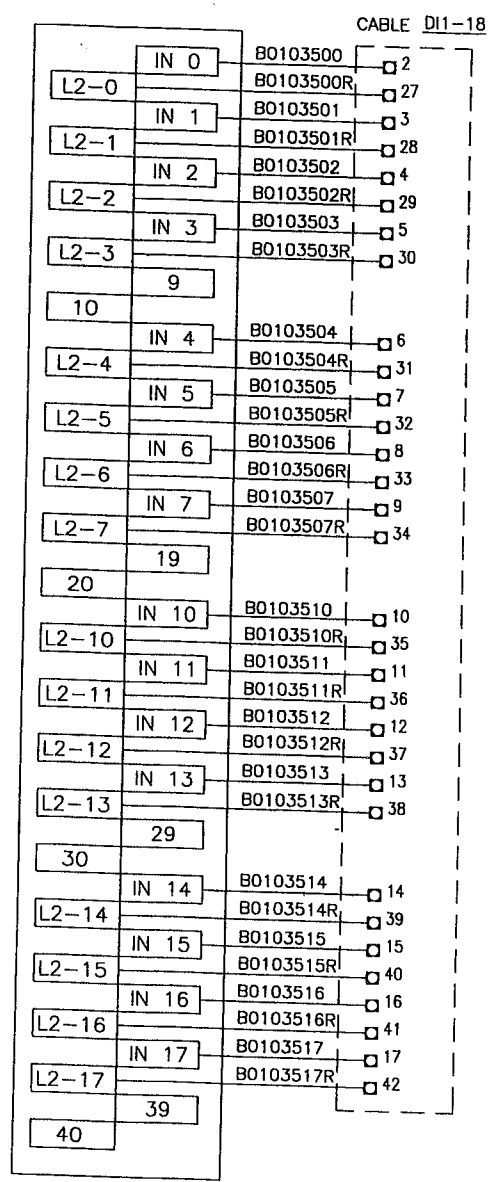 CABLE DI1-18
IN 0 B0103500 2
L2-0 B0103500R 27
IN 1 B0103501 3
L2-1 B0103501R 28
IN 2 B0103502 4
L2-2 B0103502R 29
IN 3 B0103503 5
L2-3 B0103503R 30
9
10
IN 4 B0103504 6
L2-4 B0103504R 31
IN 5 B0103505 7
L2-5 B0103505R 32
IN 6 B0103506 8
L2-6 B0103506R 33
IN 7 B0103507 9
L2-7 B0103507R 34
19
20
IN 10 B0103510 10
L2-10 B0103510R 35
IN 11 B0103511 11
L2-11 B0103511R 36
IN 12 B0103512 12
L2-12 B0103512R 37
IN 13 B0103513 13
L2-13 B0103513R 38
29
30
IN 14 B0103514 14
L2-14 B0103514R 39
IN 15 B0103515 15
L2-15 B0103515R 40
IN 16 B0103516 16
L2-16 B0103516R 41
IN 17 B0103517 17
L2-17 B0103517R 42
39
40